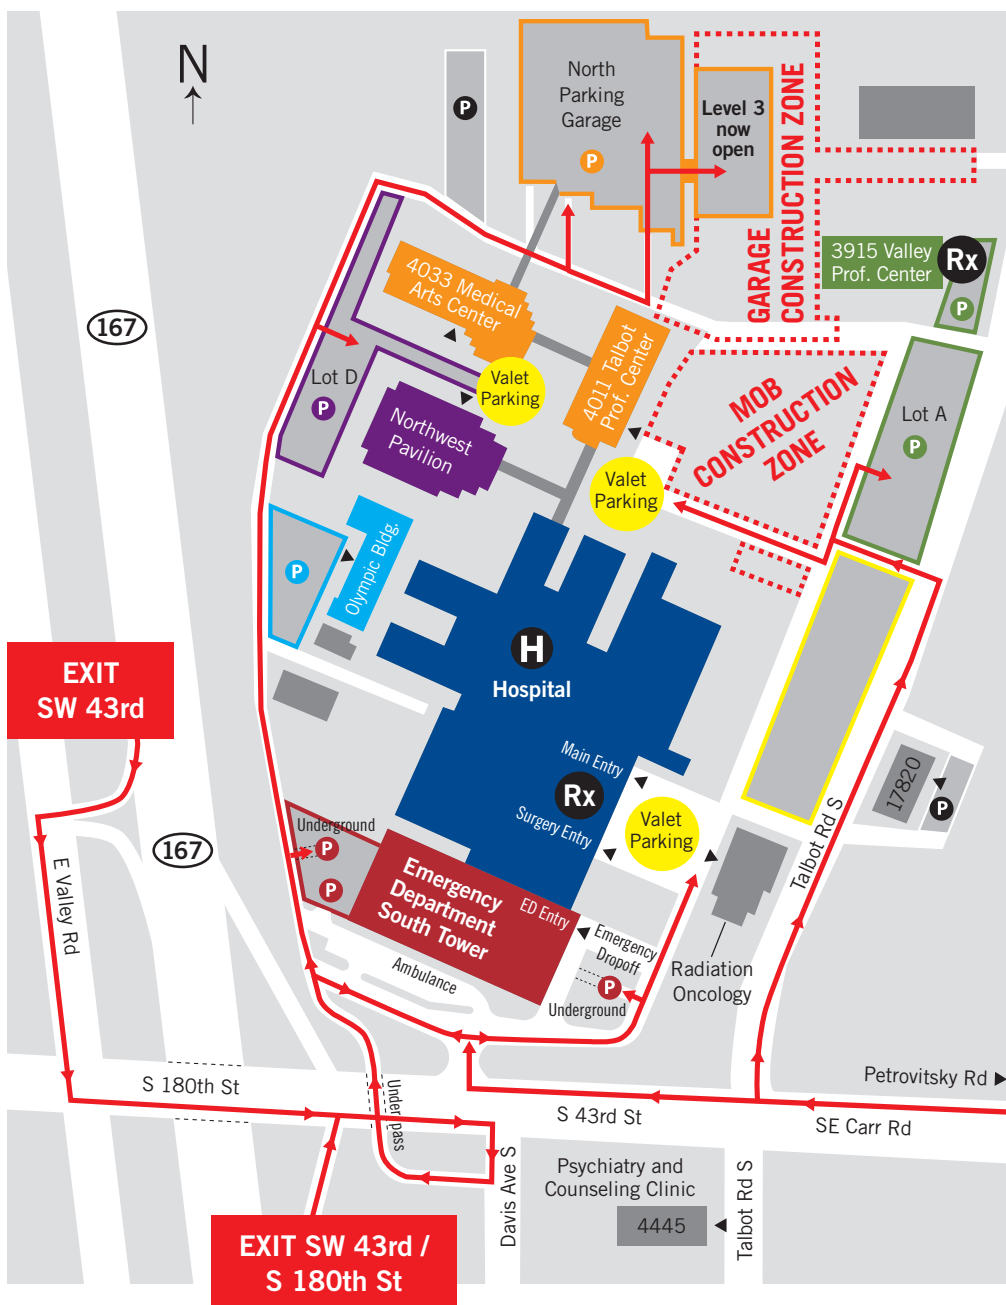 N
P
North
Parking
Garage
P
Level 3
now
open
GARAGE
CONSTRUCTION ZONE
3915 Valley
Prof. Center
Rx
P
167
4033 Medical
Arts Center
4011 Talbot
Prof. Center
Valet
Parking
Lot D
P
Northwest
Pavilion
MOB
CONSTRUCTION
ZONE
Lot A
P
Valet
Parking
Olympic Bldg.
P
H
Hospital
EXIT
SW 43rd
Main Entry
Rx
Surgery Entry
Valet
Parking
17820
P
Talbot Rd S
167
E Valley Rd
Underground
P
P
Emergency
Department
South Tower
ED Entry
Emergency
Dropoff
P
Underground
Ambulance
Radiation
Oncology
Petrovitsky Rd
S 180th St
Underpass
S 43rd St
SE Carr Rd
Davis Ave S
Psychiatry and
Counseling Clinic
4445
Talbot Rd S
EXIT SW 43rd /
S 180th St